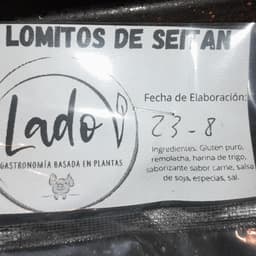 LOMITOS DE SEITAN
Lado V
GASTRONOMÍA BASADA EN PLANTAS
Fecha de Elaboración:
23-8
Ingredientes: Gluten puro,
remolacha, harina de trigo,
saborizante sabor carne, salsa
de soja, especias, sal.